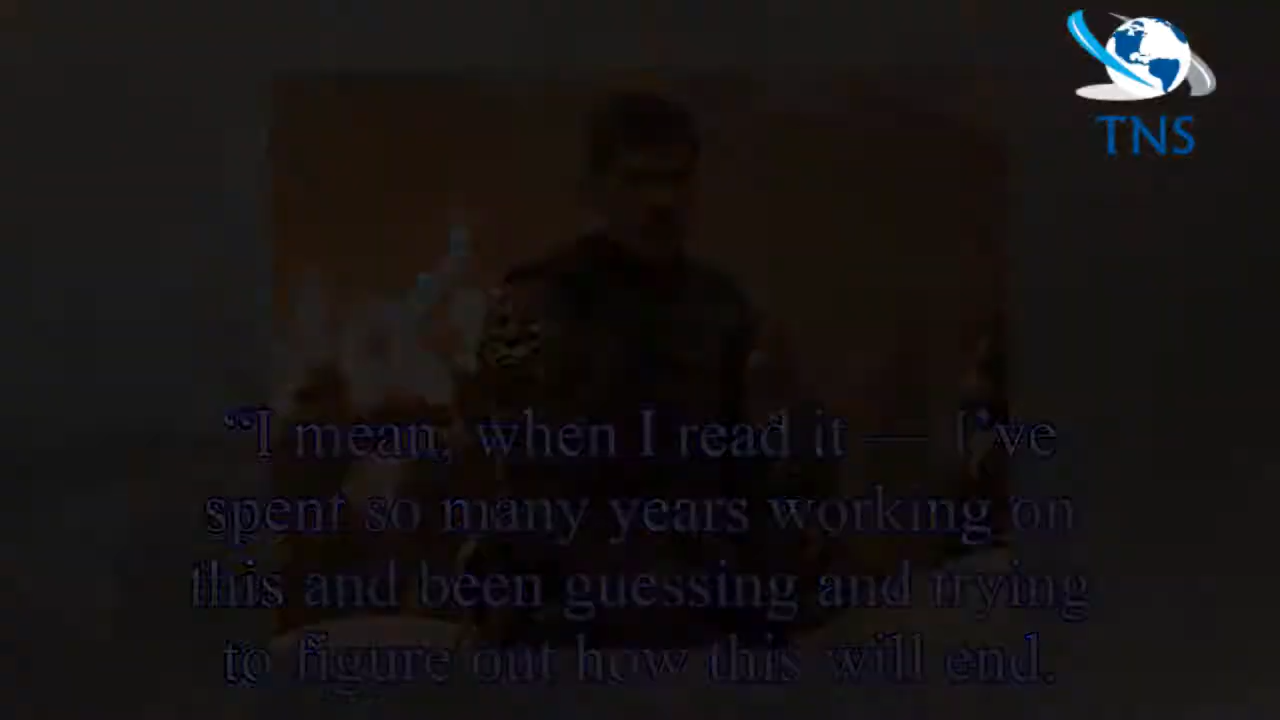 TNS
“I mean, when I read it — I’ve
spent so many years working on
this and been guessing and trying
to figure out how this will end.